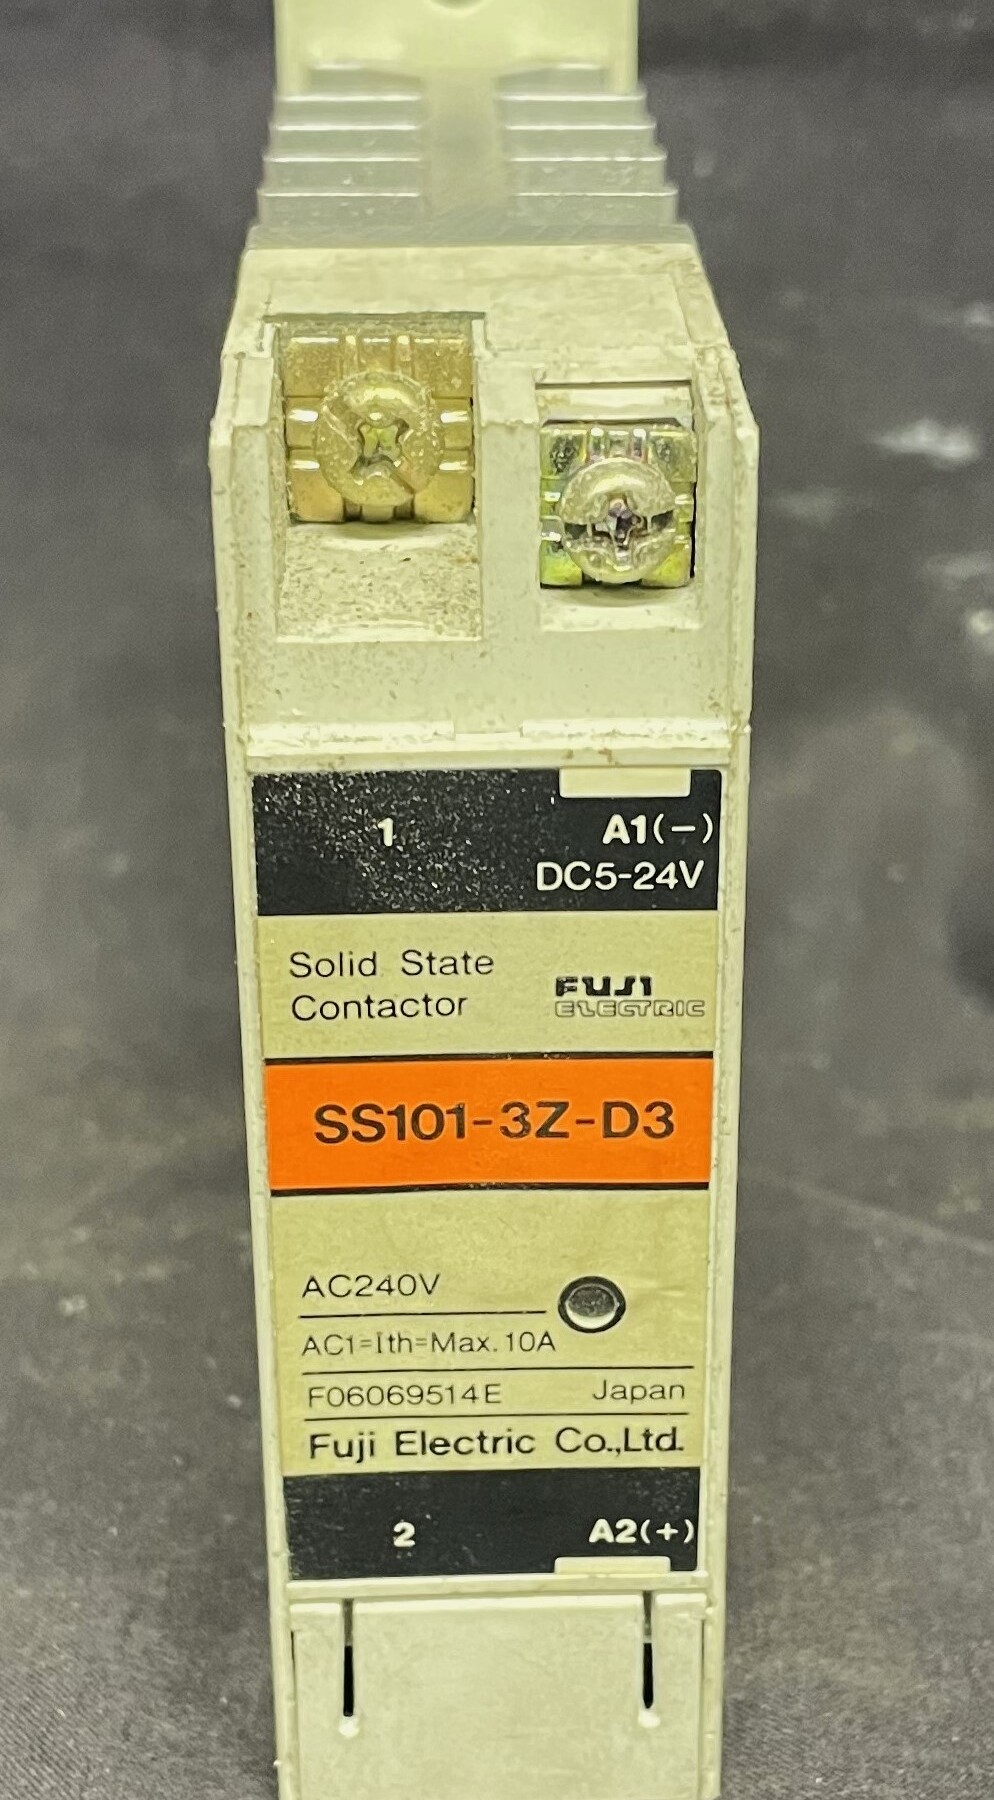 1 A1(−)
DC5-24V
Solid State
Contactor
FUJI
ELECTRIC
SS101-3Z-D3
AC240V
AC1=Ith=Max.10A
F06069514E Japan
Fuji Electric Co.,Ltd.
2 A2(+)